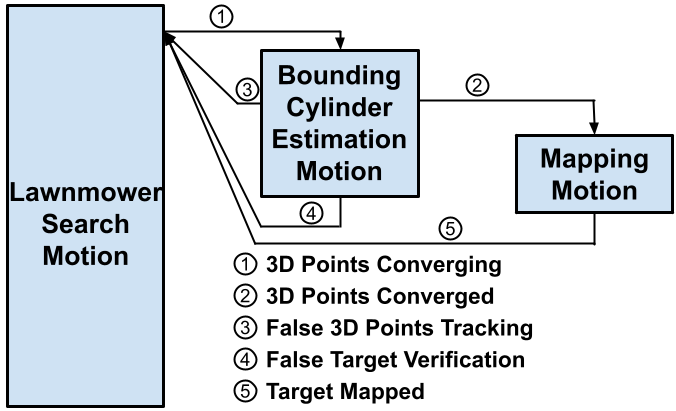 ①
Bounding
Cylinder
Estimation
Motion
③
②
Mapping
Motion
Lawnmower
Search
Motion
④
⑤
① 3D Points Converging
② 3D Points Converged
③ False 3D Points Tracking
④ False Target Verification
⑤ Target Mapped